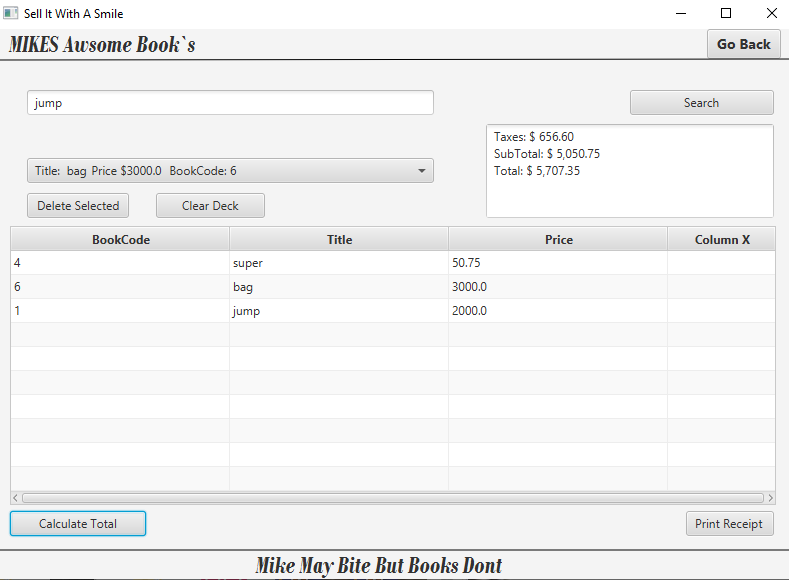 Sell It With A Smile
MIKES Awsome Book`s
Go Back
jump
Search
Taxes: $ 656.60
SubTotal: $ 5,050.75
Total: $ 5,707.35
Title:  bag Price $3000.0  BookCode: 6
Delete Selected
Clear Deck
BookCode Title Price Column X
4 super 50.75
6 bag 3000.0
1 jump 2000.0
Calculate Total
Print Receipt
Mike May Bite But Books Dont